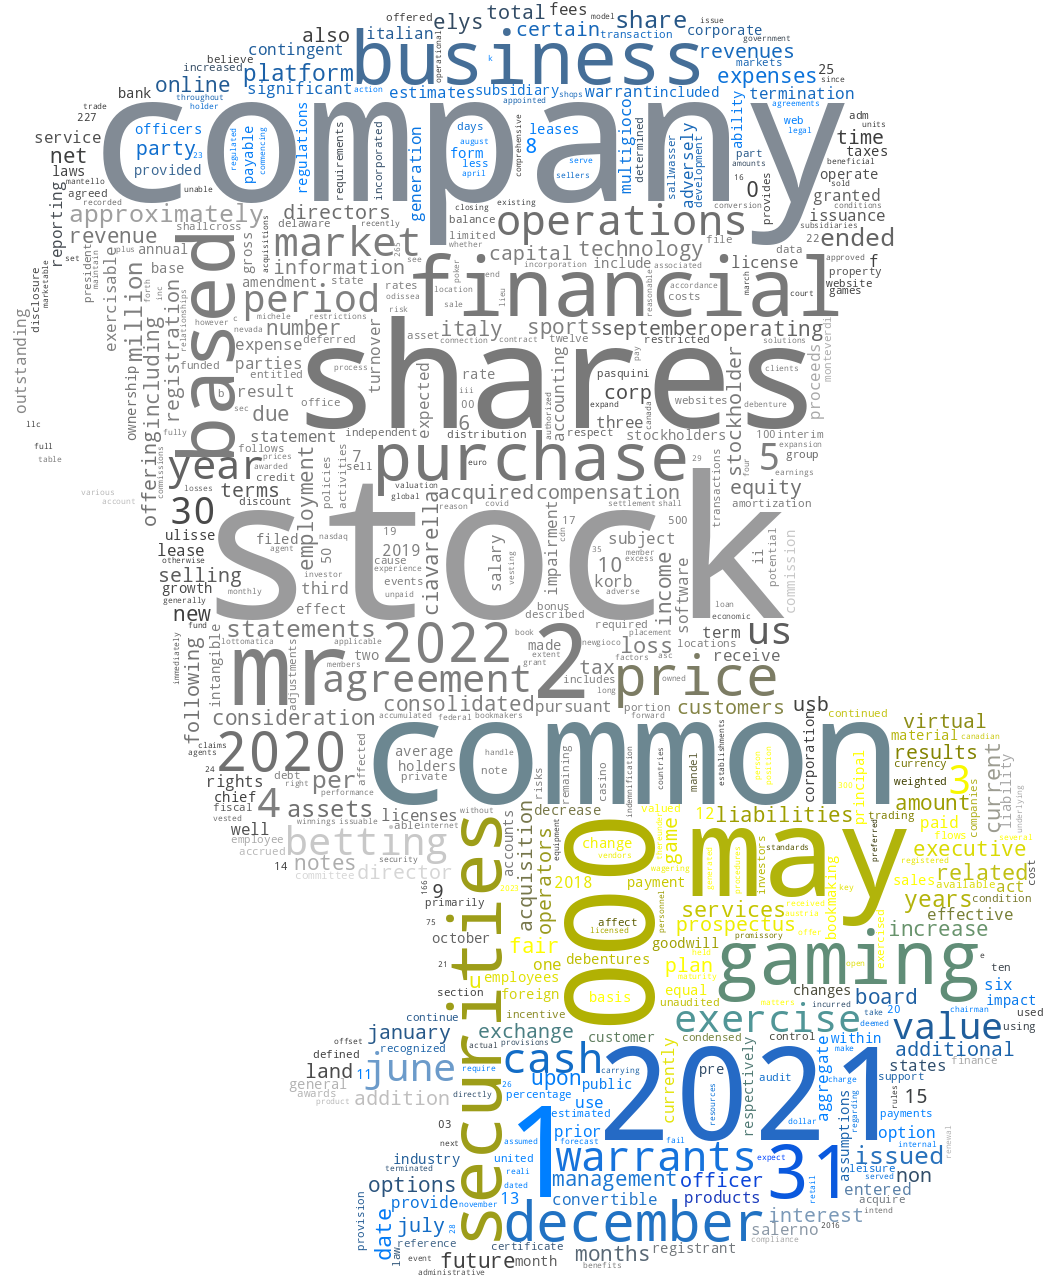 total fees
also italian elys certain share
offered model issue
contingent business transaction corporate
believe revenues government
increased platform operational k markets
online significant action estimates subsidiary shops warrant included expenses 25 since
bank throughout holder appointed termination agreements
trade 227 company units adm
service officers party 23 regulated payable commencing regulations requirements incorporated generation days august form less april comprehensive 8 leases serve sellers multigioco determined sallwasser adversely development ability part web legal time
net laws provided amounts taxes
mantello agreed unable 16 0 provides beneficial operate
recorded closing existing conversion sold granted conditions
reporting approximately directors balance operations issuance
shallcross delaware recently limited file subsidiaries
revenue market 265 whether capital technology data 22 ended
president set plus annual gross acquisitions information see poker end incorporation include associated license approved f
disclosure marketable maintain exercisable base forth inc amendment state rates location financial reasonable accordance costs march court property website games
million relationships however c period odissea risk sale lieu
outstanding based nevada michele restrictions
registration number deferred turnover asset italy connection contract sports twelve september restricted operating solutions proceeds monteverdi
including expense process shares pay clients
ownership funded parties entitled
b result rate iii pasquini corp websites debenture
llc due sec office expected 00 6 accounting authorized expand three canada stockholder
full offering fully statement independent distribution respect stockholders 100 interim
table commissions follows prices year 7 sell purchase euro 29 four 5 expansion group
various account losses awarded credit policies activities valuation global transactions earnings
30 terms discount employment acquired compensation equity amortization
ulisse filed nasdaq agent 50 19 reason covid settlement shall 500
lease otherwise 2019 cause stock 17 cdn subject ii potential commission
selling investor experience events ciavarella salary vesting impairment 35 member excess 10
growth generally monthly third unpaid korb adverse income software
new fund effect bonus described loan economic
immediately following lottomatica statements applicable two 2022 book made required placement newgioco loss term locations us
intangible mr adjustments members extent grant 2 factors asc tax receive
agreement includes long price owned
consolidated pursuant portion forward customers usb
consideration accumulated federal bookmakers continued virtual
claims agents 2020 affected average holders private handle note common corporation material canadian
24 rights debt right per performance risks remaining casino indemnification countries mandel establishments results currency
chief fiscal weighted 3 current liability
vested 4 assets winnings issuable licenses able internet without decrease valued 12 liabilities principal trading amount companies underlying
well employee betting accounts equipment change vendors game wagering may standards preferred paid flows several
accrued notes security acquisition operators investors registered executive
14 committee director 2018 payment key sales available related cost
166 9 securities 000 personnel received austria bookmaking years act condition
primarily affect licensed services offer effective
75 october fair prospectus promissory increase
21 goodwill gaming exercised open e
one debentures plan maturity ten
section u employees foreign equal unaudited changes board six impact
continue incentive basis matters incurred chairman
offset january exchange customer exercise take 20 value used using
defined recognized actual provisions condensed control deemed
land 11 june require cash currently respectively within make additional
general awards product addition directly 26 carrying upon public pre audit aggregate charge regarding support states finance
percentage use resources 2021 rules 15
03 1 estimated dollar assumptions payments
next assumed prior forecast fail option internal renewal
industry united warrants expect issued
terminated reali dated management officer 31 leisure served non
options 13 convertible products retail entered
provision provide november december acquire
date july 28 interest intend
law reference certificate salerno 2016 compliance
event future month months registrant
administrative benefits